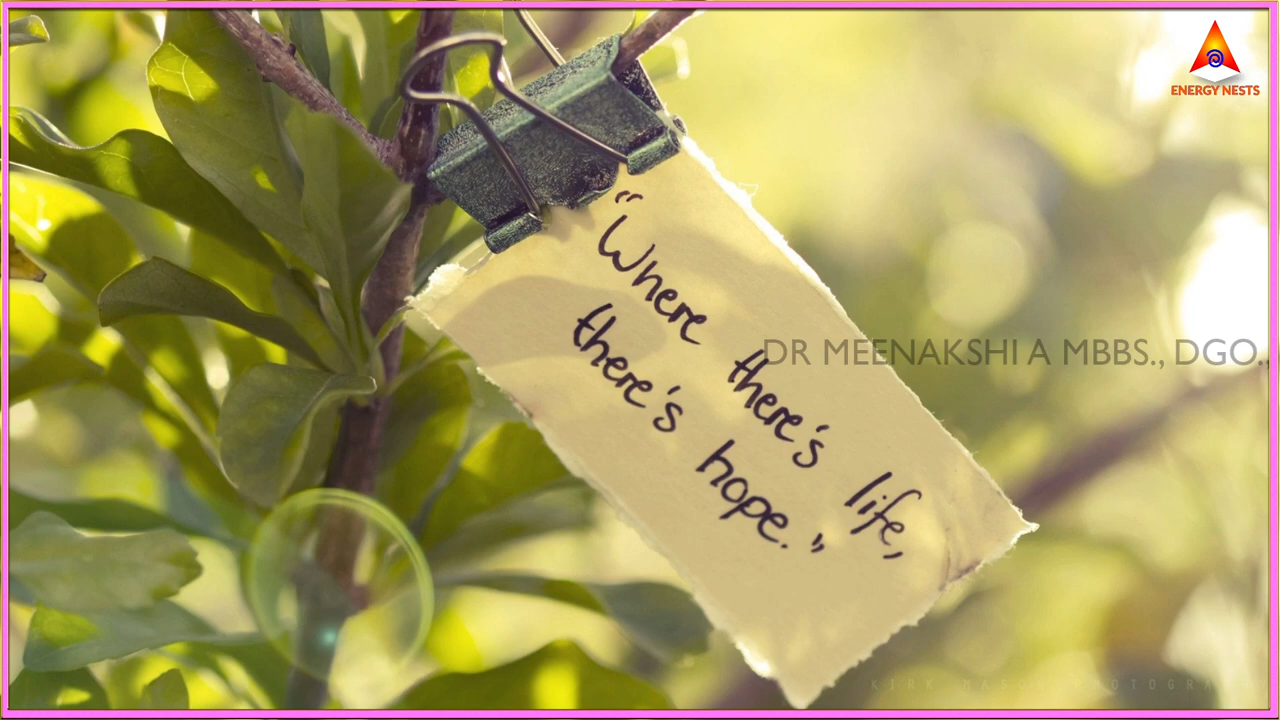 ENERGY NESTS
"Where there's life,
there's hope."
DR MEENAKSHI A MBBS., DGO.,